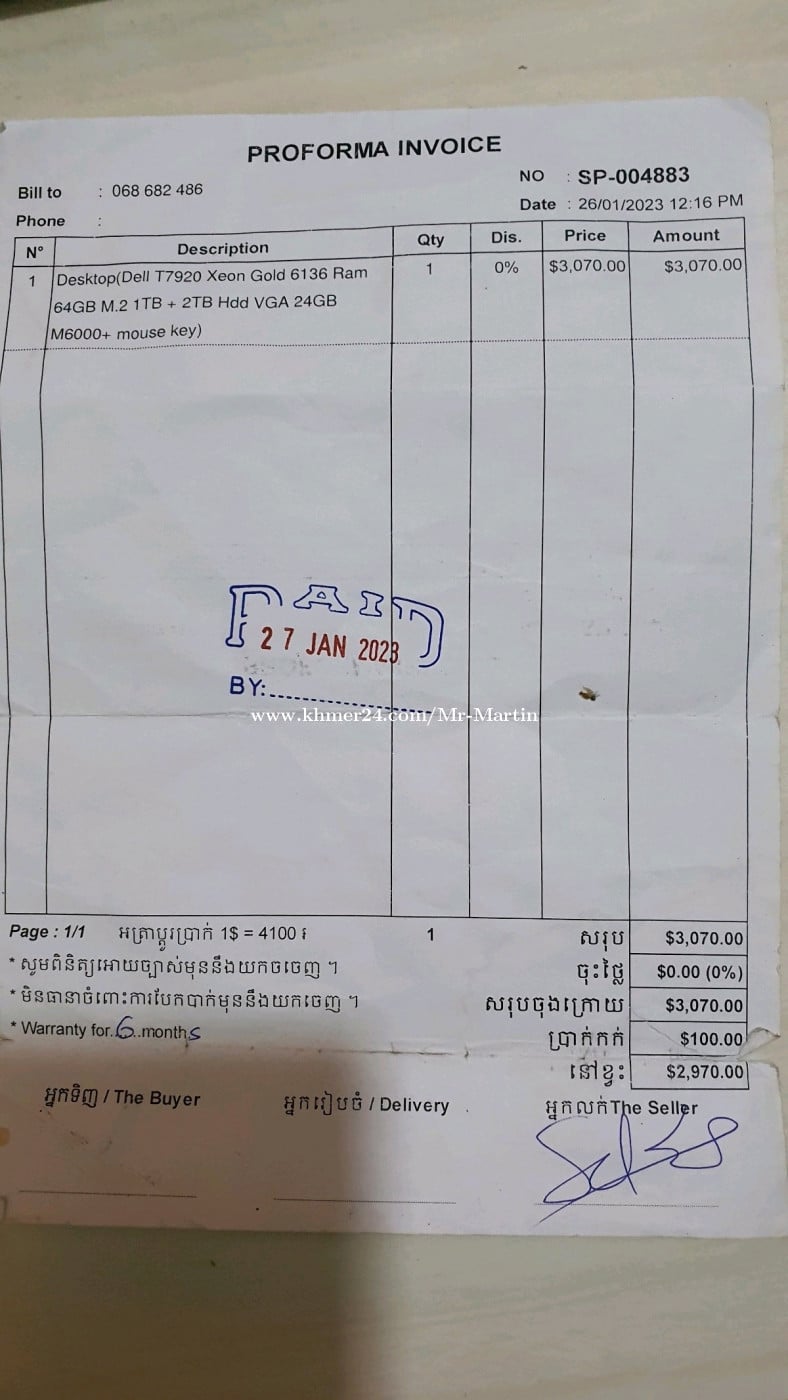 PROFORMA INVOICE
NO : SP-004883
Bill to : 068 682 486
Date : 26/01/2023 12:16 PM
Phone :
N° Description Qty Dis. Price Amount
1 Desktop(Dell T7920 Xeon Gold 6136 Ram 1 0% $3,070.00 $3,070.00
64GB M.2 1TB + 2TB Hdd VGA 24GB
M6000+ mouse key)
PAID
27 JAN 2023
BY:
www.khmer24.com/Mr-Martin
Page : 1/1 អត្រាប្តូរប្រាក់ 1$ = 4100 ៛ 1 សរុប $3,070.00
* សូមពិនិត្យអោយច្បាស់មុននឹងយកចចេញ ។ ចុះថ្លៃ $0.00 (0%)
* មិនធានាចំពោះការបែកបាក់មុននឹងយកចេញ ។ សរុបចុងក្រោយ $3,070.00
* Warranty for..6..months ប្រាក់កក់ $100.00
នៅខ្វះ $2,970.00
អ្នកទិញ / The Buyer អ្នករៀបចំ / Delivery អ្នកលក់The Seller